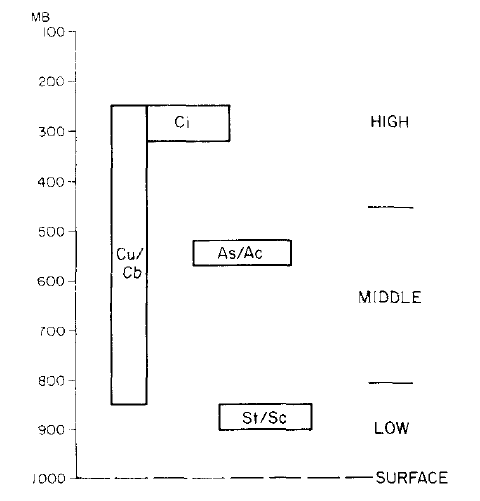 MB
100
200
300
Ci
HIGH
400
500
Cu/
Cb
As/Ac
600
MIDDLE
700
800
St/Sc
LOW
900
1000
SURFACE